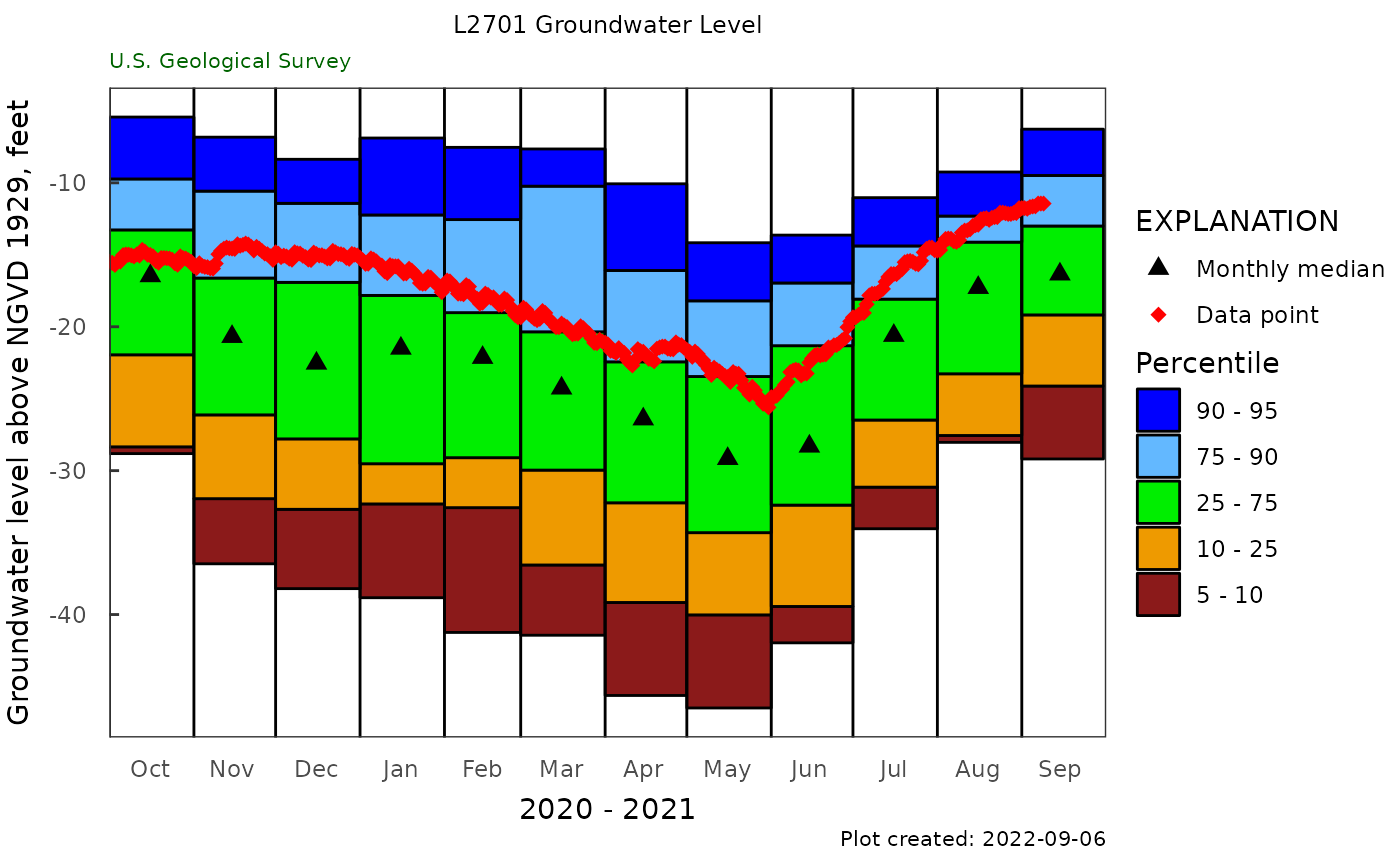 L2701 Groundwater Level
U.S. Geological Survey
Groundwater level above NGVD 1929, feet
-10
-20
-30
-40
Oct Nov Dec Jan Feb Mar Apr May Jun Jul Aug Sep
2020 - 2021
EXPLANATION
Monthly median
Data point
Percentile
90 - 95
75 - 90
25 - 75
10 - 25
5 - 10
Plot created: 2022-09-06